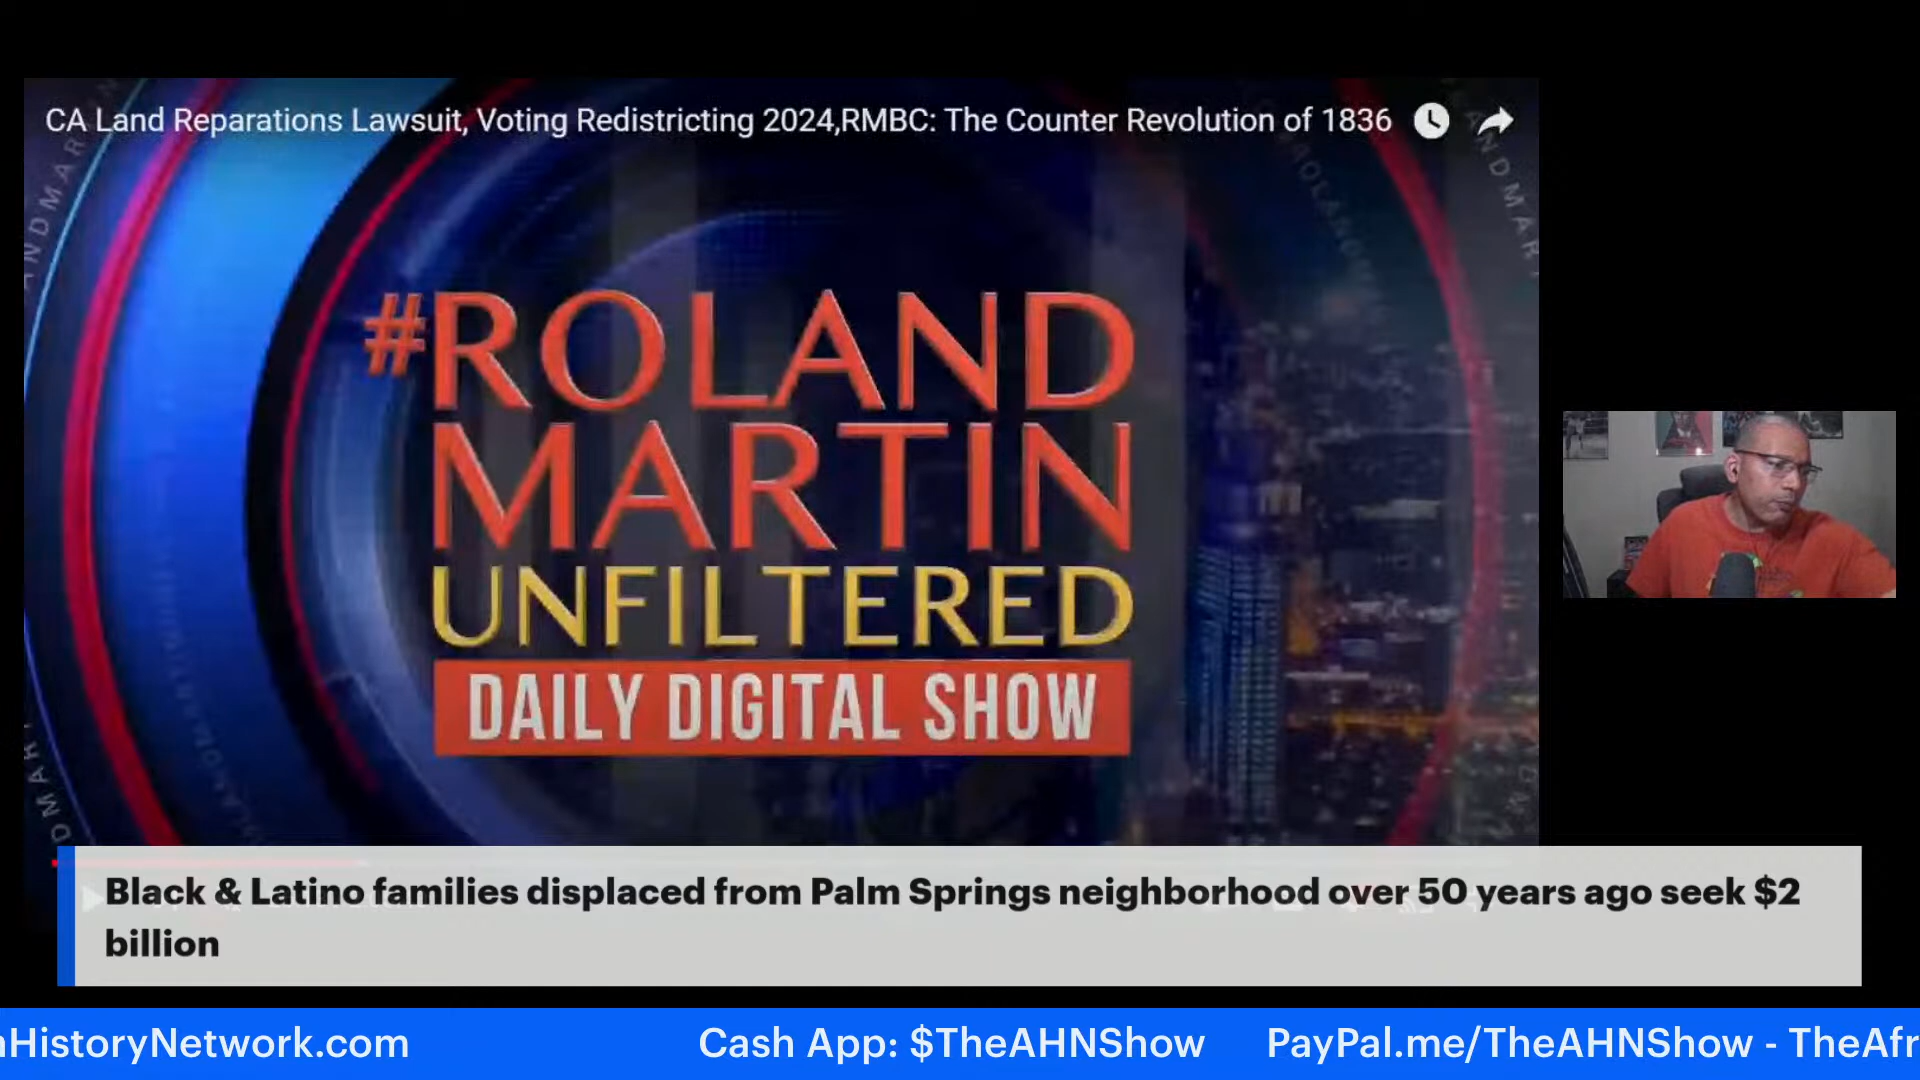 CA Land Reparations Lawsuit, Voting Redistricting 2024,RMBC: The Counter Revolution of 1836
#ROLAND
MARTIN
UNFILTERED
DAILY DIGITAL SHOW
Black & Latino families displaced from Palm Springs neighborhood over 50 years ago seek $2
billion
HistoryNetwork.com Cash App: $TheAHNShow PayPal.me/TheAHNShow - TheAfr